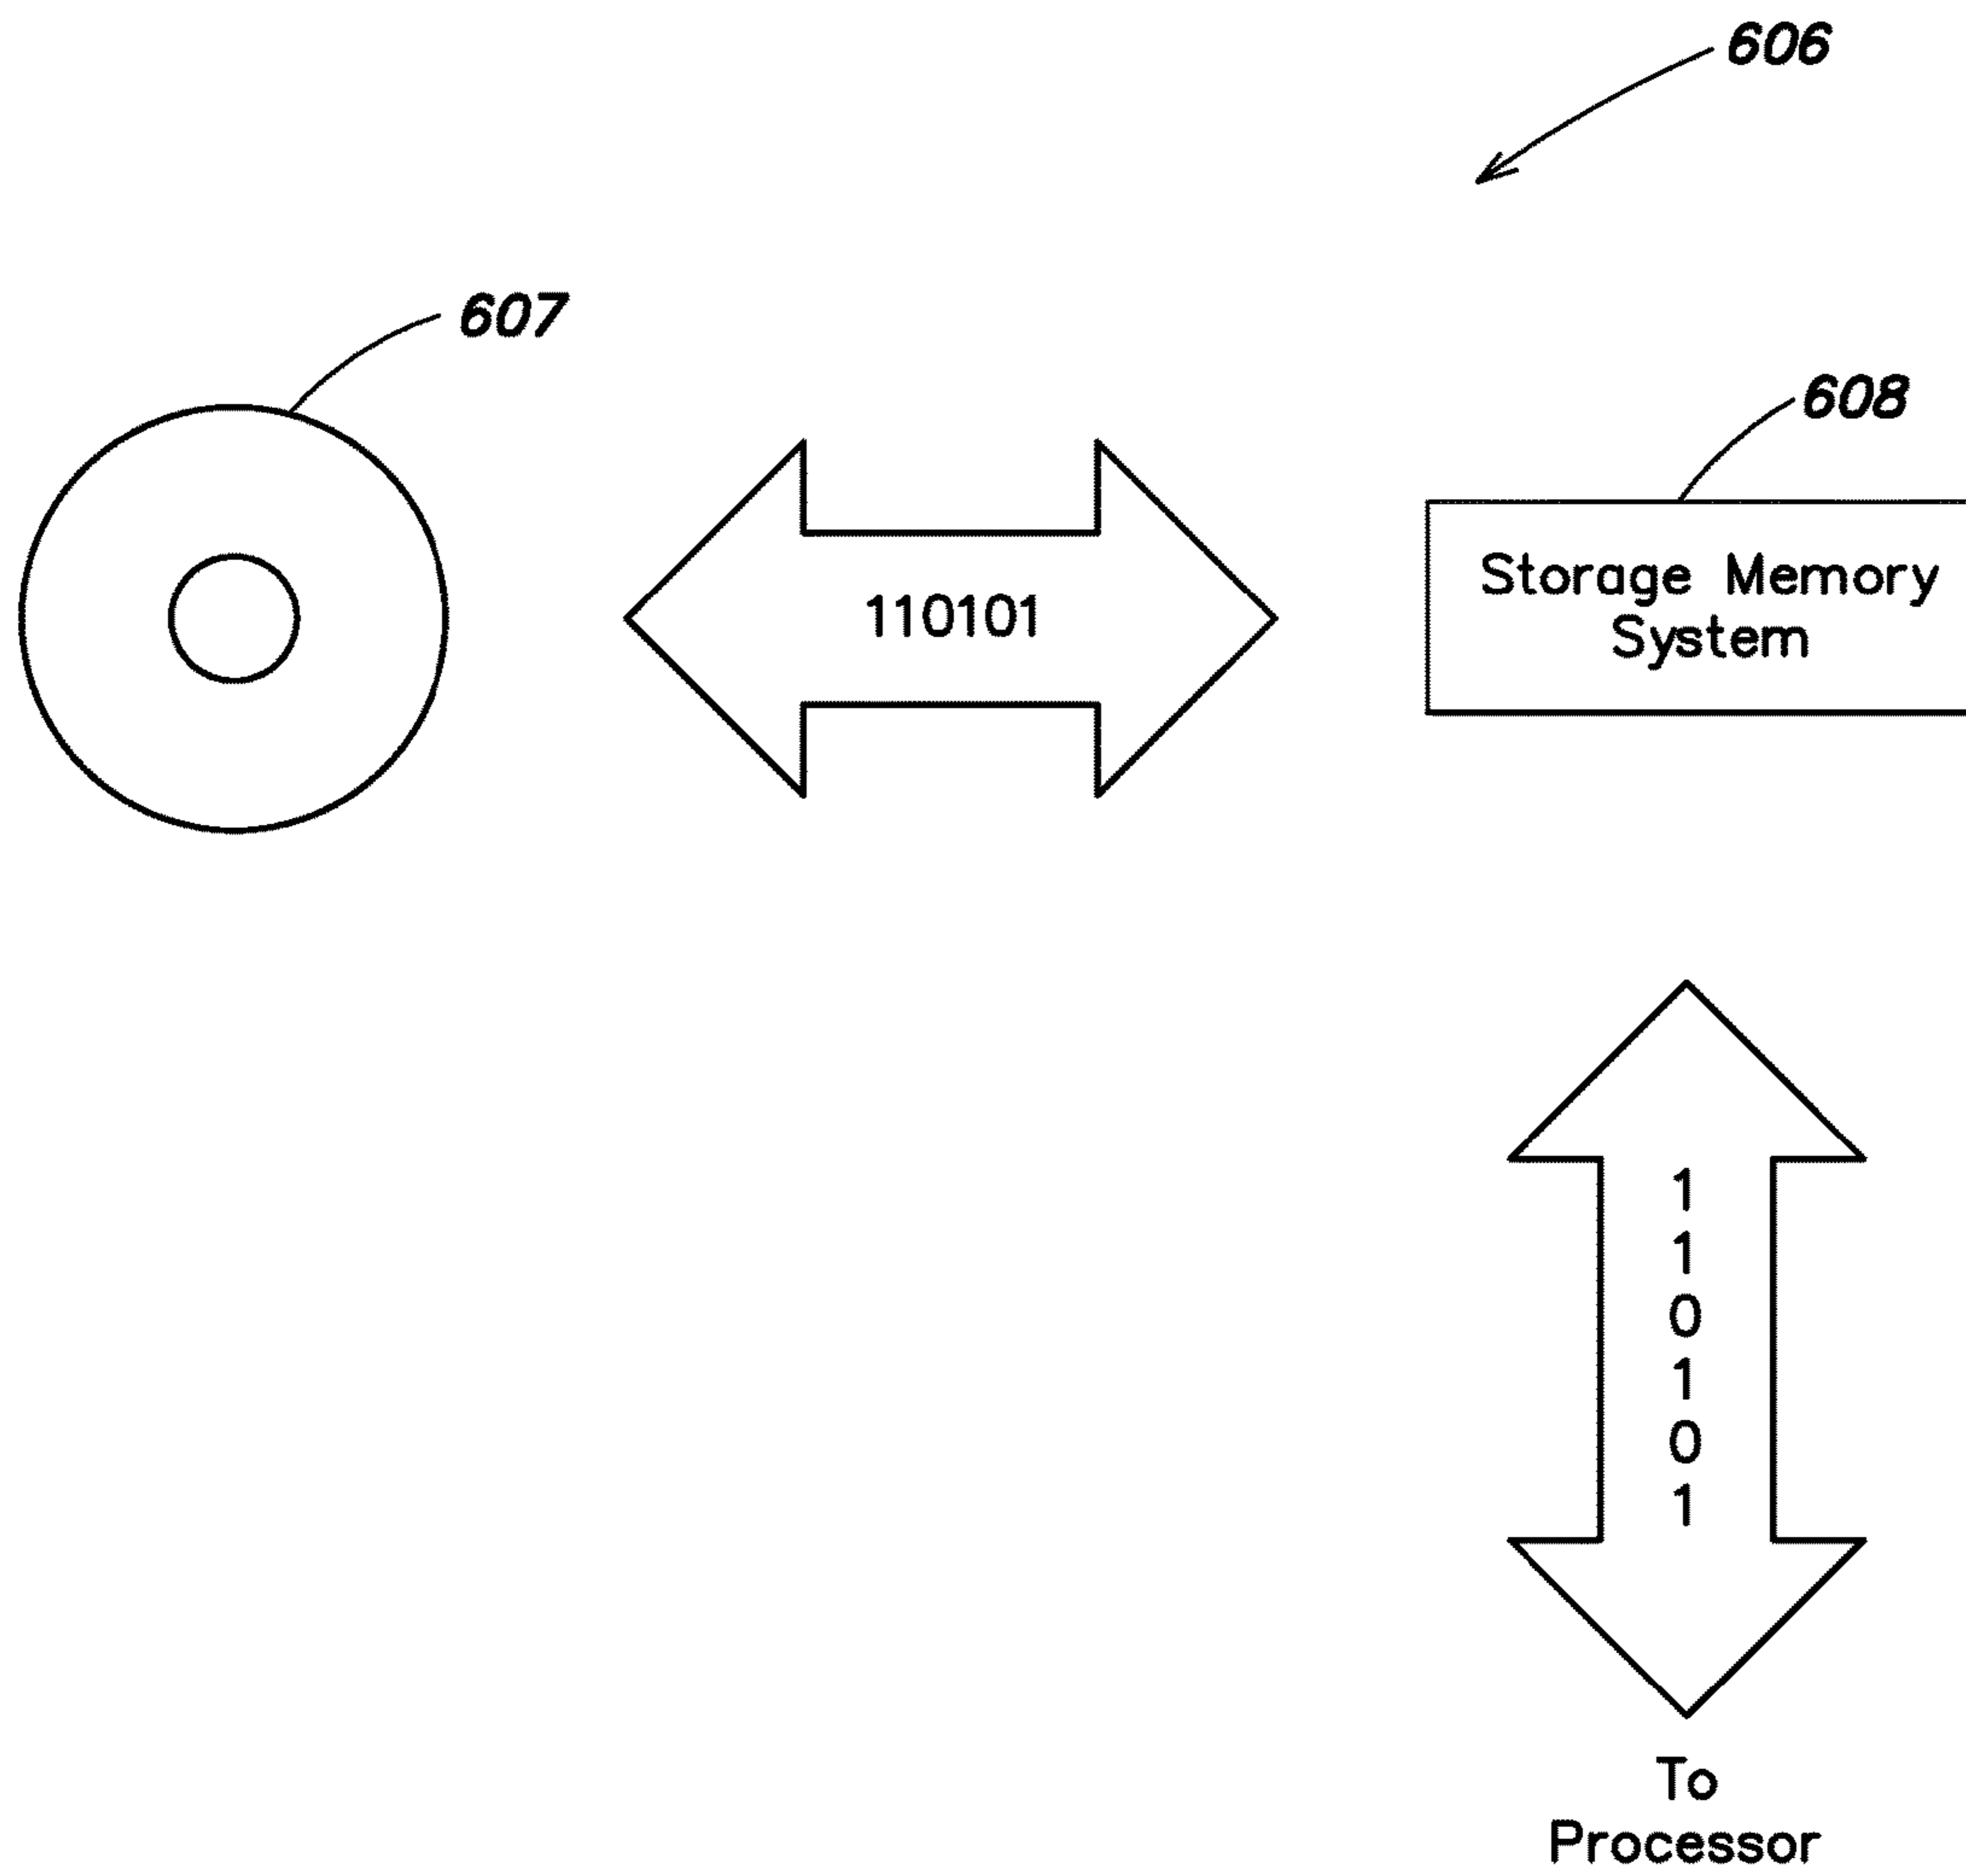 606
607
608
Storage Memory
System
110101
1
1
0
1
0
1
To
Processor